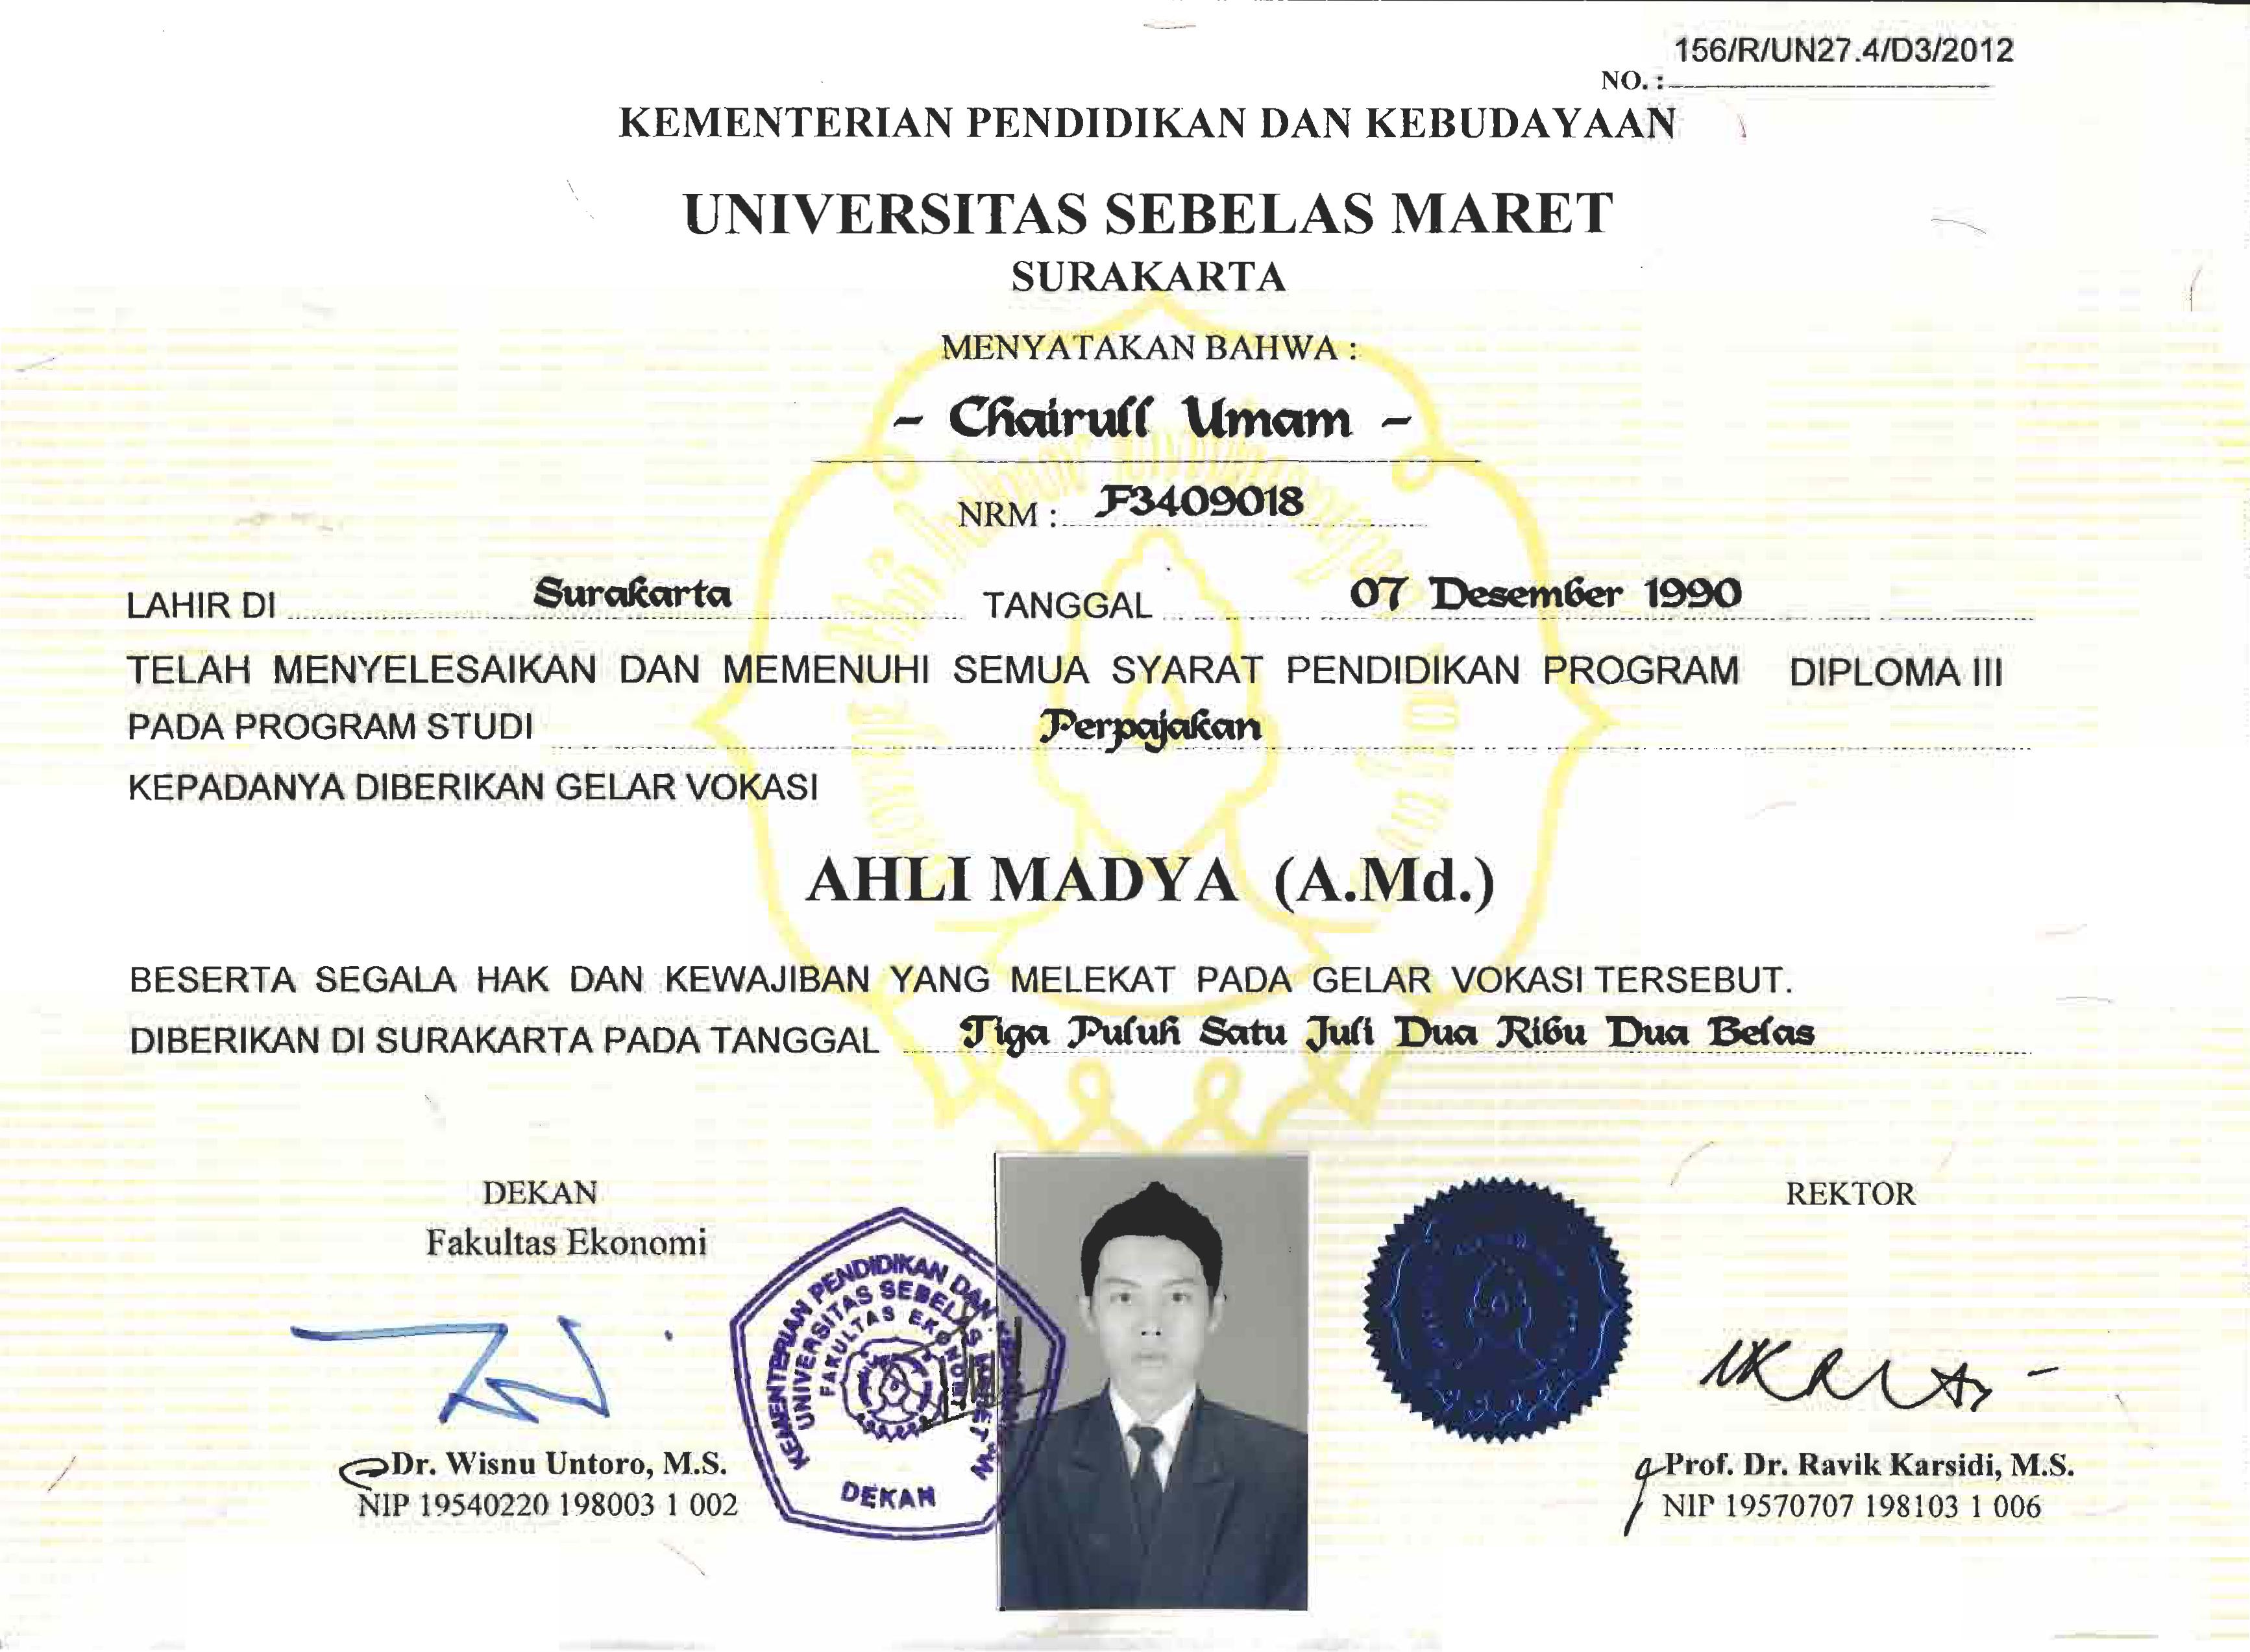 156/R/UN27.4/D3/2012
NO. :
KEMENTERIAN PENDIDIKAN DAN KEBUDAYAAN
UNIVERSITAS SEBELAS MARET
SURAKARTA
MENYATAKAN BAHWA :
- Chairull Umam -
NRM : F3409018
LAHIR DI Surakarta TANGGAL 07 Desember 1990
TELAH MENYELESAIKAN DAN MEMENUHI SEMUA SYARAT PENDIDIKAN PROGRAM DIPLOMA III
PADA PROGRAM STUDI Perpajakan
KEPADANYA DIBERIKAN GELAR VOKASI
AHLI MADYA (A.Md.)
BESERTA SEGALA HAK DAN KEWAJIBAN YANG MELEKAT PADA GELAR VOKASI TERSEBUT.
DIBERIKAN DI SURAKARTA PADA TANGGAL Tiga Puluh Satu Juli Dua Ribu Dua Belas
DEKAN
Fakultas Ekonomi
KEMENTERIAN PENDIDIKAN DAN
UNIVERSITAS SEBELAS MARET
FAKULTAS EKONOMI
DEKAN
Dr. Wisnu Untoro, M.S.
NIP 19540220 198003 1 002
REKTOR
Prof. Dr. Ravik Karsidi, M.S.
NIP 19570707 198103 1 006